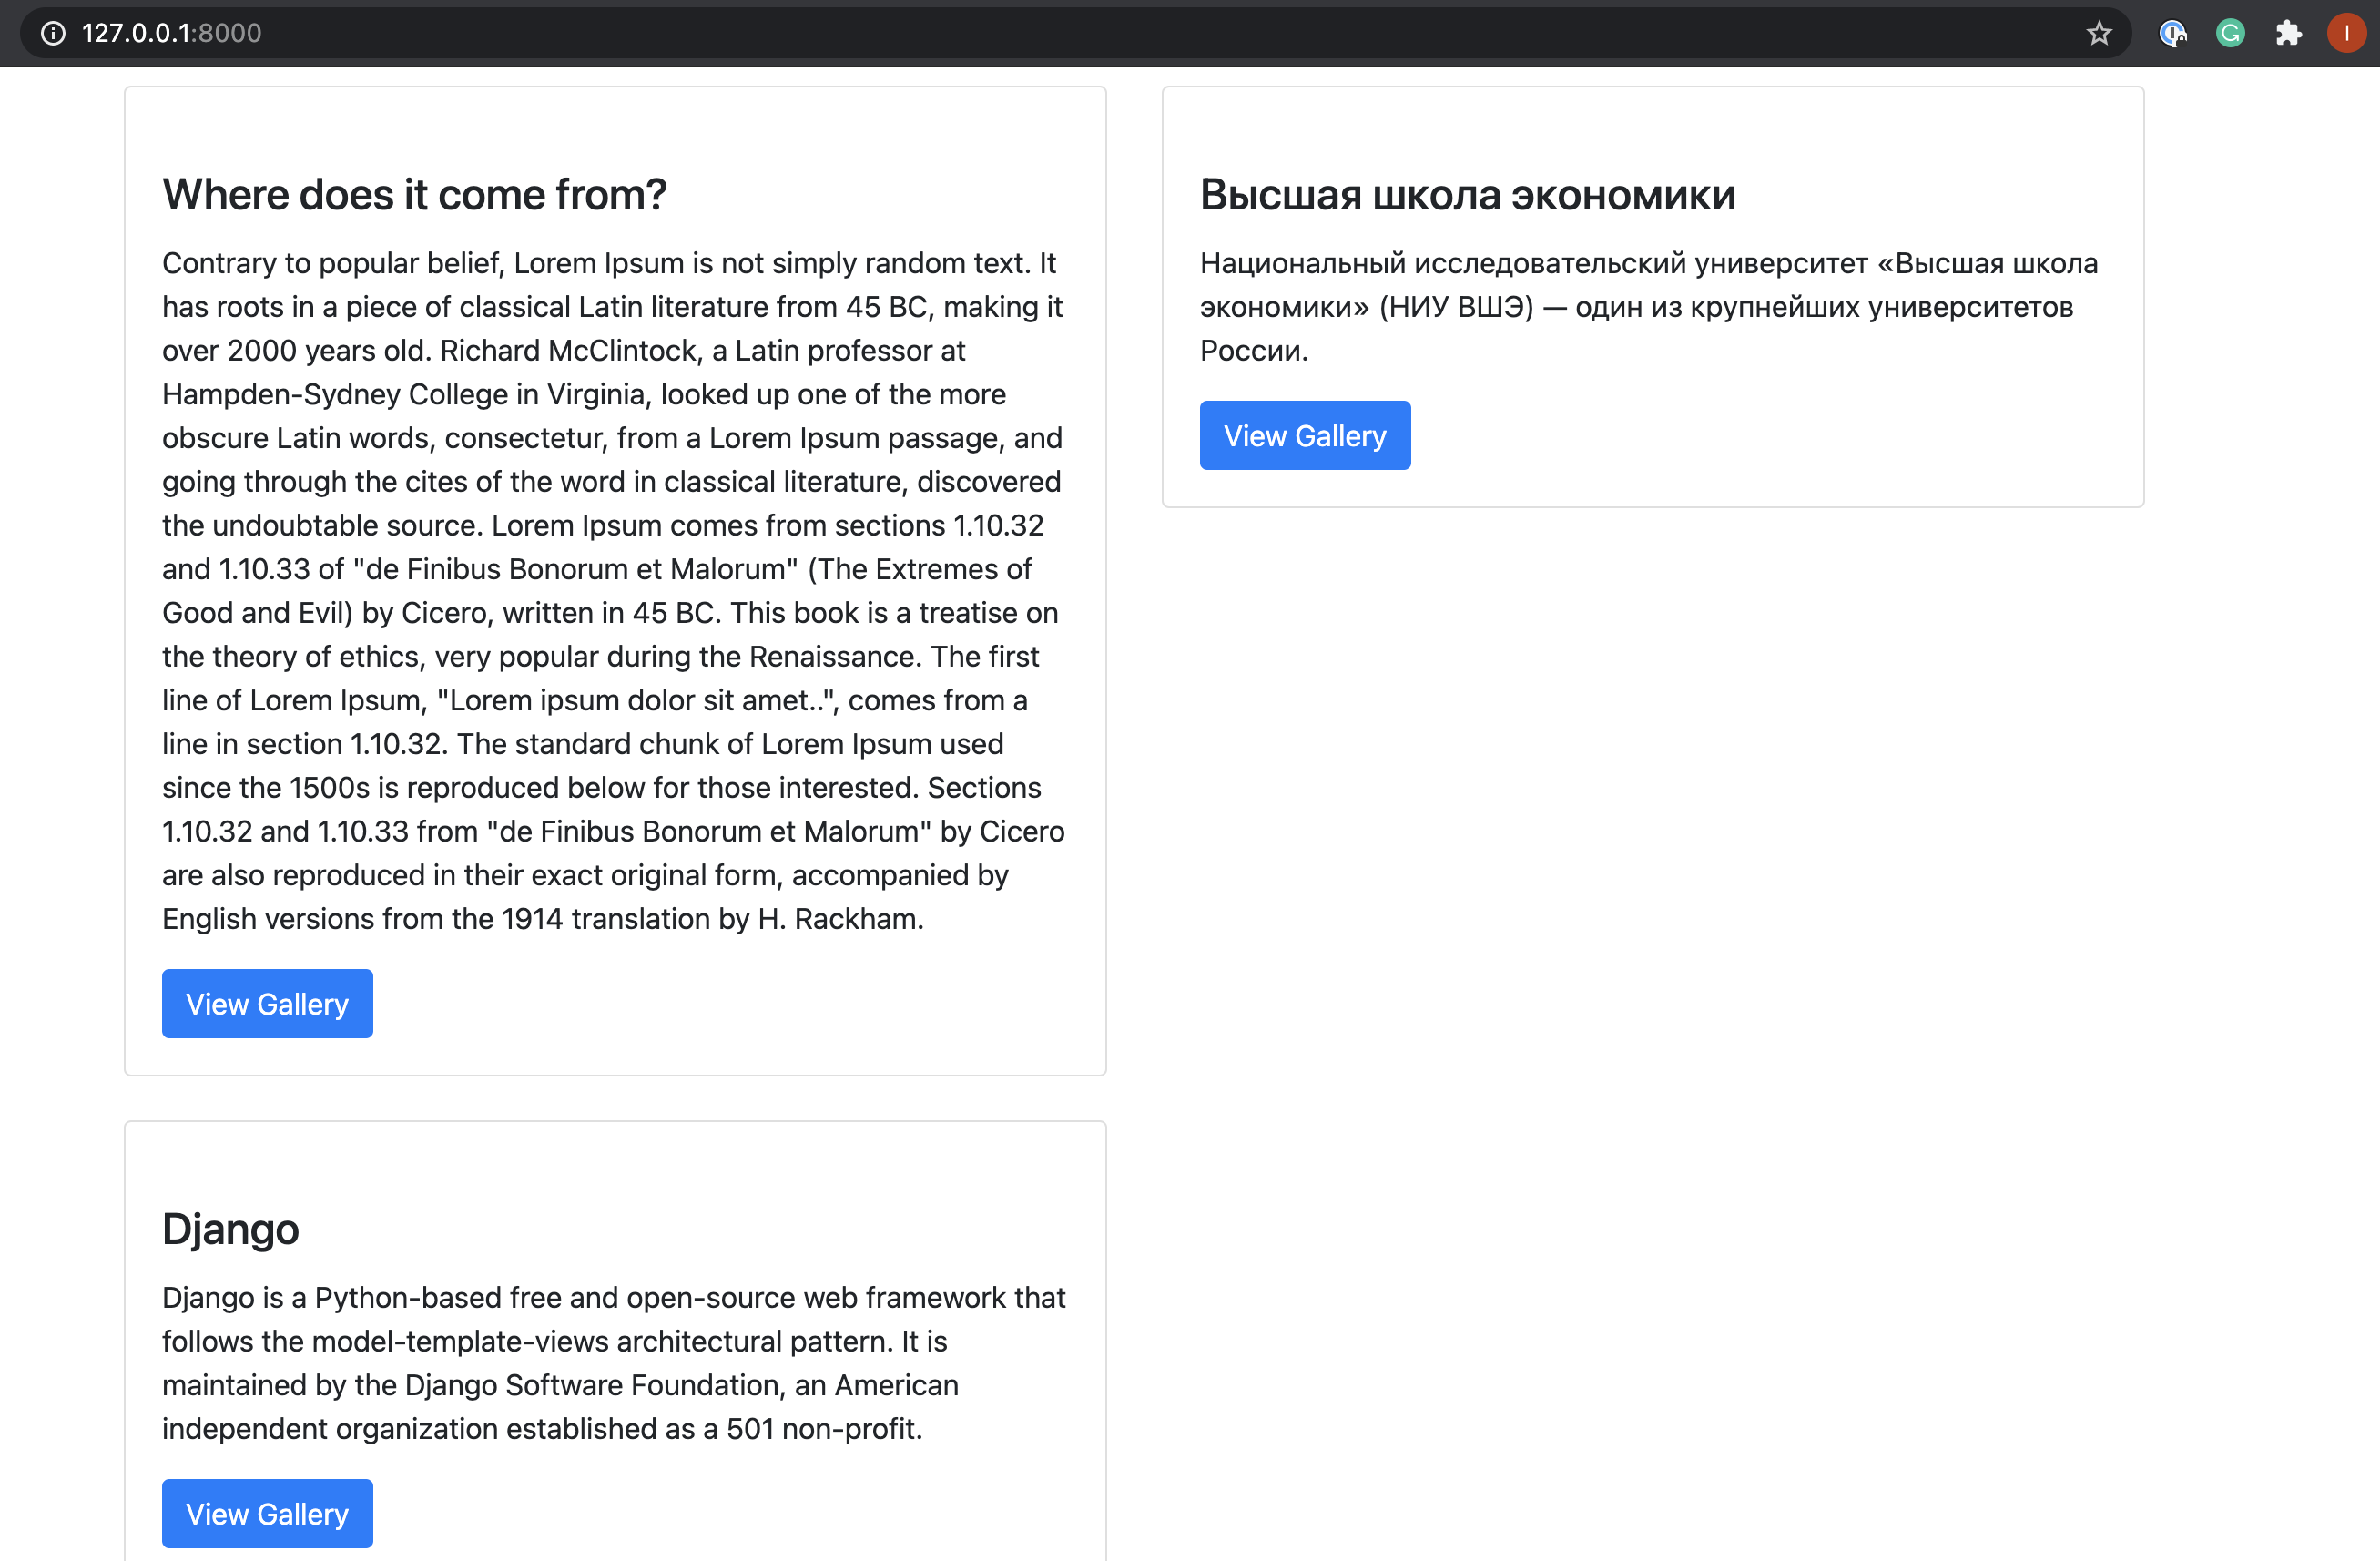 127.0.0.1:8000
I
Where does it come from?
Contrary to popular belief, Lorem Ipsum is not simply random text. It
has roots in a piece of classical Latin literature from 45 BC, making it
over 2000 years old. Richard McClintock, a Latin professor at
Hampden-Sydney College in Virginia, looked up one of the more
obscure Latin words, consectetur, from a Lorem Ipsum passage, and
going through the cites of the word in classical literature, discovered
the undoubtable source. Lorem Ipsum comes from sections 1.10.32
and 1.10.33 of "de Finibus Bonorum et Malorum" (The Extremes of
Good and Evil) by Cicero, written in 45 BC. This book is a treatise on
the theory of ethics, very popular during the Renaissance. The first
line of Lorem Ipsum, "Lorem ipsum dolor sit amet..", comes from a
line in section 1.10.32. The standard chunk of Lorem Ipsum used
since the 1500s is reproduced below for those interested. Sections
1.10.32 and 1.10.33 from "de Finibus Bonorum et Malorum" by Cicero
are also reproduced in their exact original form, accompanied by
English versions from the 1914 translation by H. Rackham.
View Gallery
Высшая школа экономики
Национальный исследовательский университет «Высшая школа
экономики» (НИУ ВШЭ) — один из крупнейших университетов
России.
View Gallery
Django
Django is a Python-based free and open-source web framework that
follows the model-template-views architectural pattern. It is
maintained by the Django Software Foundation, an American
independent organization established as a 501 non-profit.
View Gallery